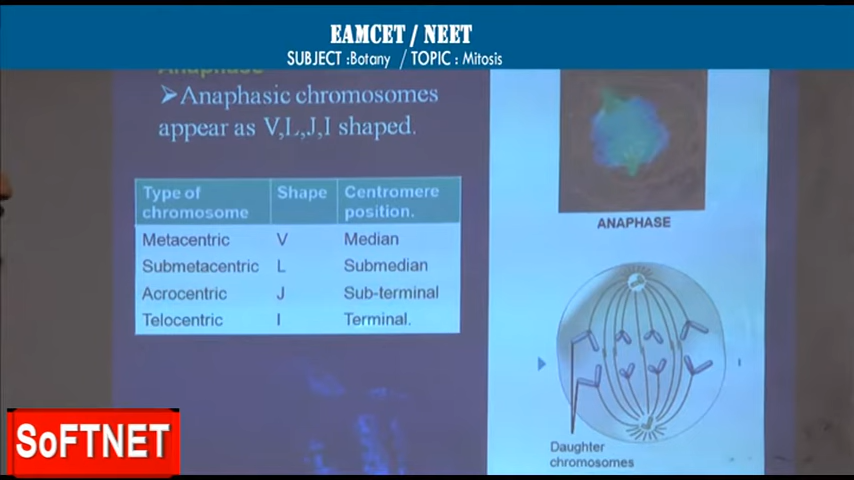 EAMCET / NEET
SUBJECT :Botany / TOPIC : Mitosis
Anaphase
➤Anaphasic chromosomes
appear as V,L,J,I shaped.
Type of chromosome Shape Centromere position.
Metacentric V Median
Submetacentric L Submedian
Acrocentric J Sub-terminal
Telocentric I Terminal.
ANAPHASE
Daughter
chromosomes
SoFTNET